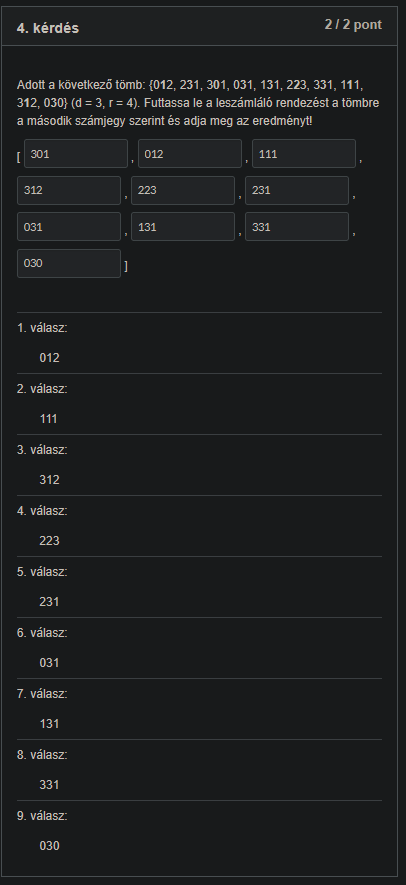 4. kérdés 2 / 2 pont
Adott a következő tömb: {012, 231, 301, 031, 131, 223, 331, 111,
312, 030} (d = 3, r = 4). Futtassa le a leszámláló rendezést a tömbre
a második számjegy szerint és adja meg az eredményt!
[ 301 , 012 , 111 ,
312 , 223 , 231 ,
031 , 131 , 331 ,
030 ]
1. válasz:
012
2. válasz:
111
3. válasz:
312
4. válasz:
223
5. válasz:
231
6. válasz:
031
7. válasz:
131
8. válasz:
331
9. válasz:
030